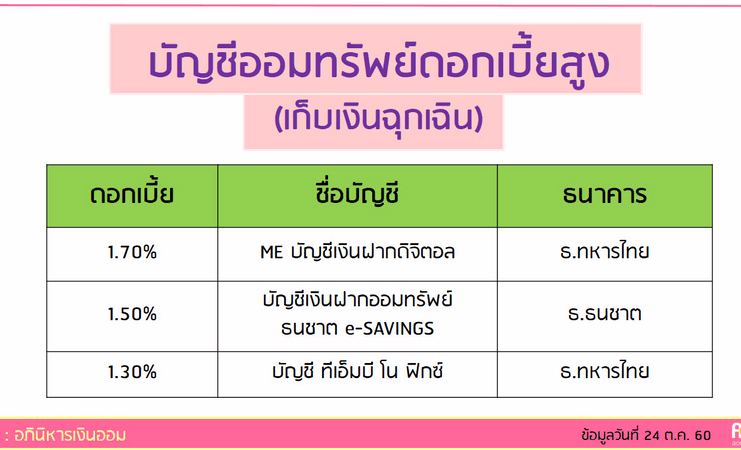 บัญชีออมทรัพย์ดอกเบี้ยสูง
(เก็บเงินฉุกเฉิน)
ดอกเบี้ย ชื่อบัญชี ธนาคาร
1.70% ME บัญชีเงินฝากดิจิตอล ธ.ทหารไทย
1.50% บัญชีเงินฝากออมทรัพย์ ธ.ธนชาต
ธนชาต e-SAVINGS
1.30% บัญชี ทีเอ็มบี โน ฟิกซ์ ธ.ทหารไทย
: อภินิหารเงินออม ข้อมูลวันที่ 24 ต.ค. 60